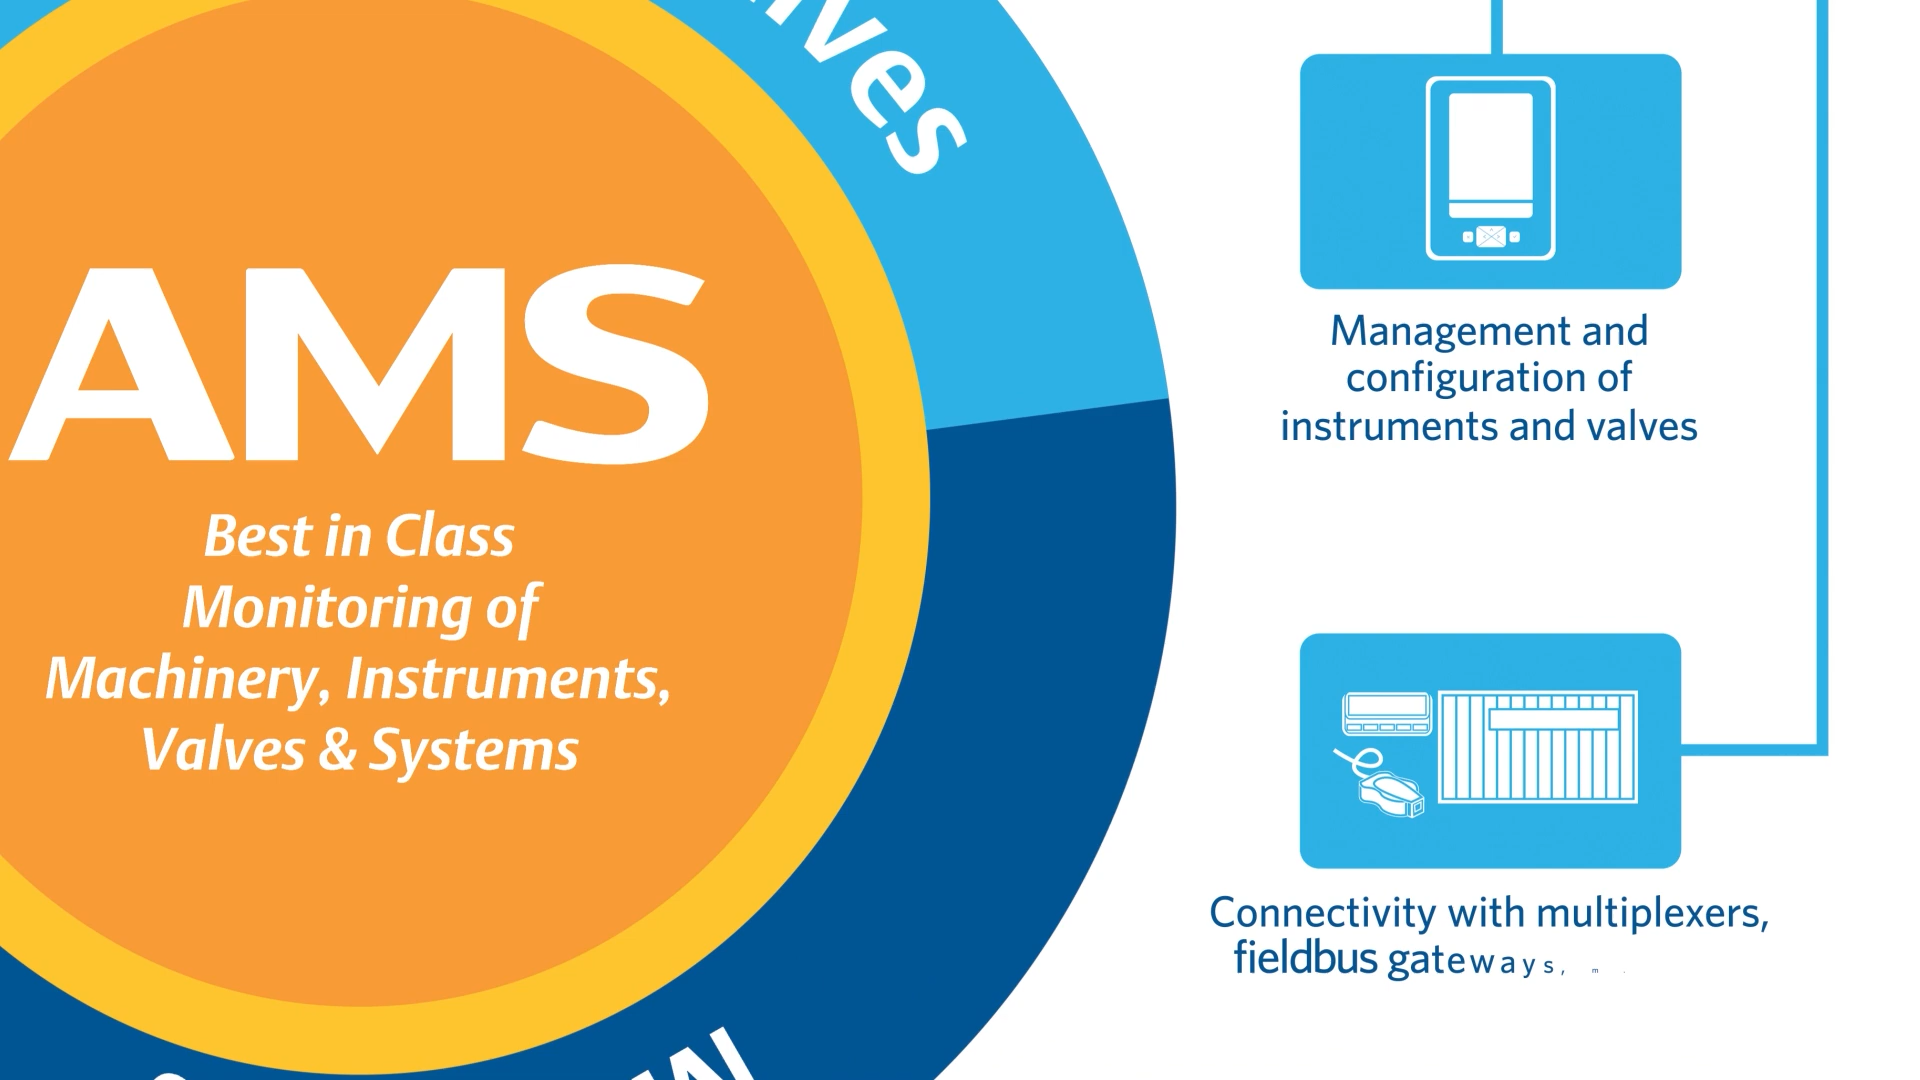 AMS
Best in Class
Monitoring of
Machinery, Instruments,
Valves & Systems
Management and
configuration of
instruments and valves
Connectivity with multiplexers,
fieldbus gateways,